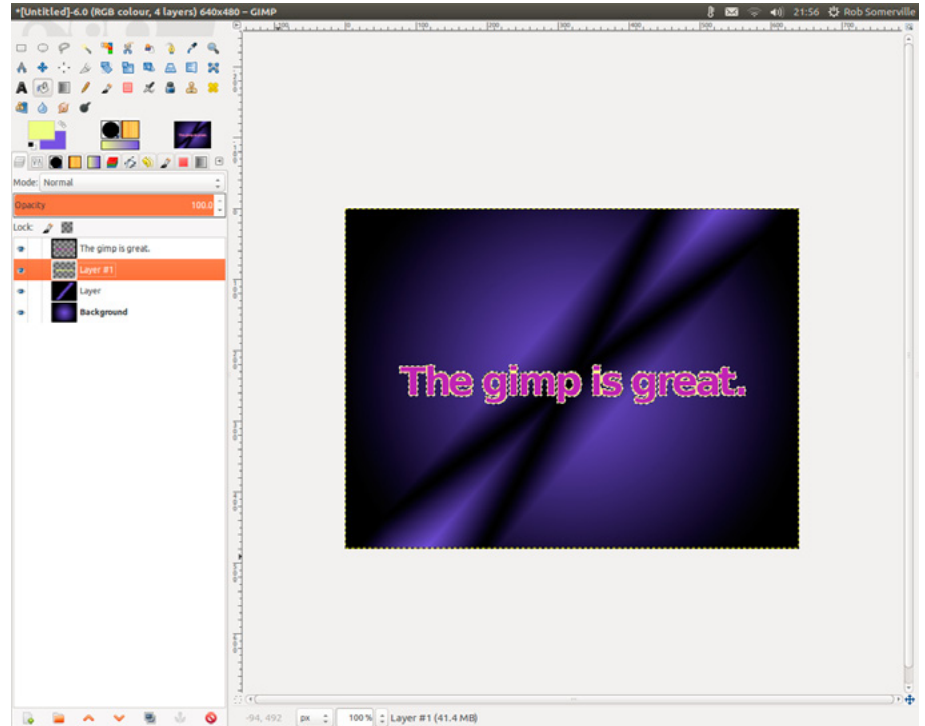 *[Untitled]-6.0 (RGB colour, 4 layers) 640x480 – GIMP
21:56 Rob Somerville
Mode: Normal
Opacity 100.0
Lock:
The gimp is great.
Layer #1
Layer
Background
The gimp is great.
-94, 492 px 100 % Layer #1 (41.4 MB)